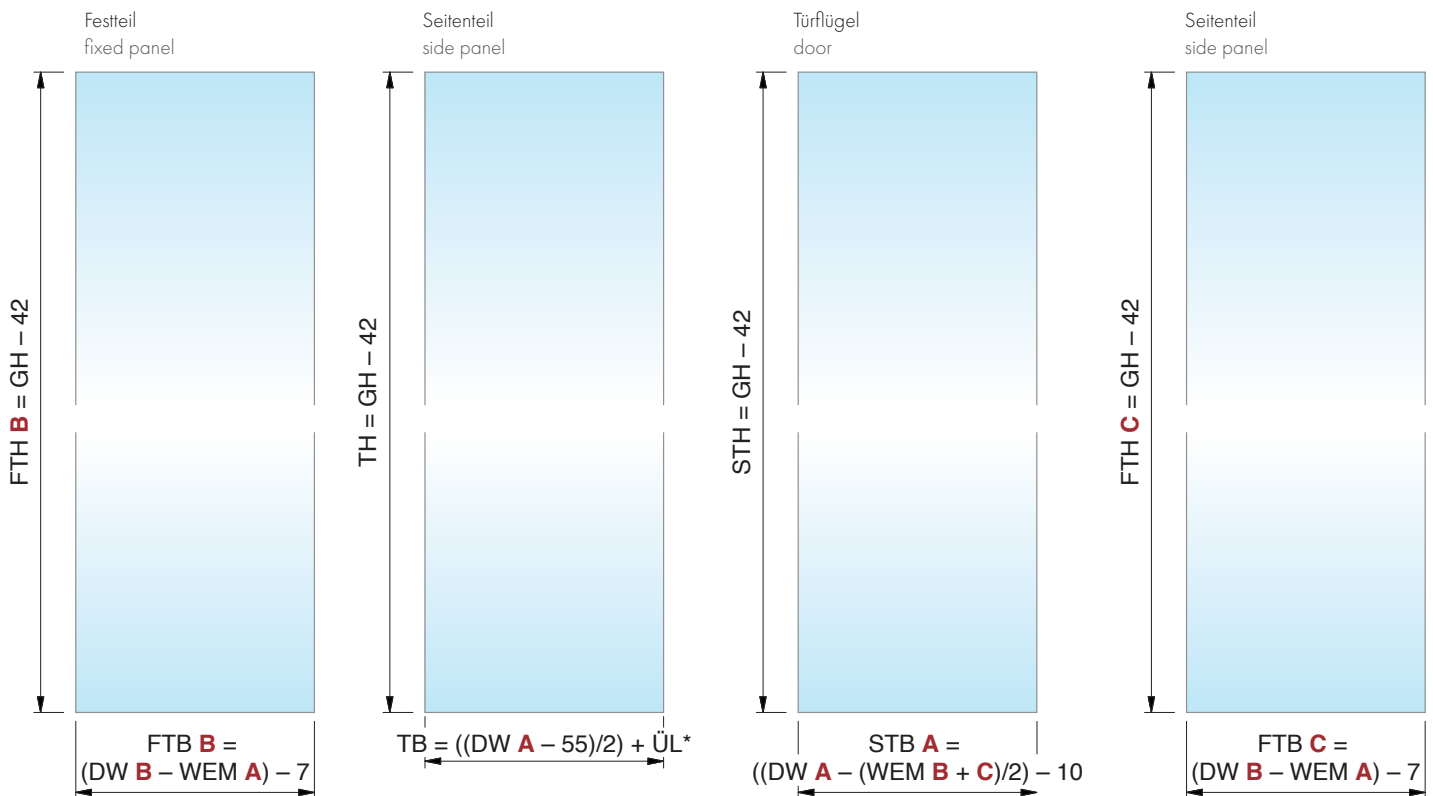 Festteil
fixed panel
FTH B = GH – 42
FTB B =
(DW B – WEM A) – 7
Seitenteil
side panel
TH = GH – 42
TB = ((DW A – 55)/2) + ÜL*
Türflügel
door
STH = GH – 42
STB A =
((DW A – (WEM B + C)/2) – 10
Seitenteil
side panel
FTH C = GH – 42
FTB C =
(DW B – WEM A) – 7